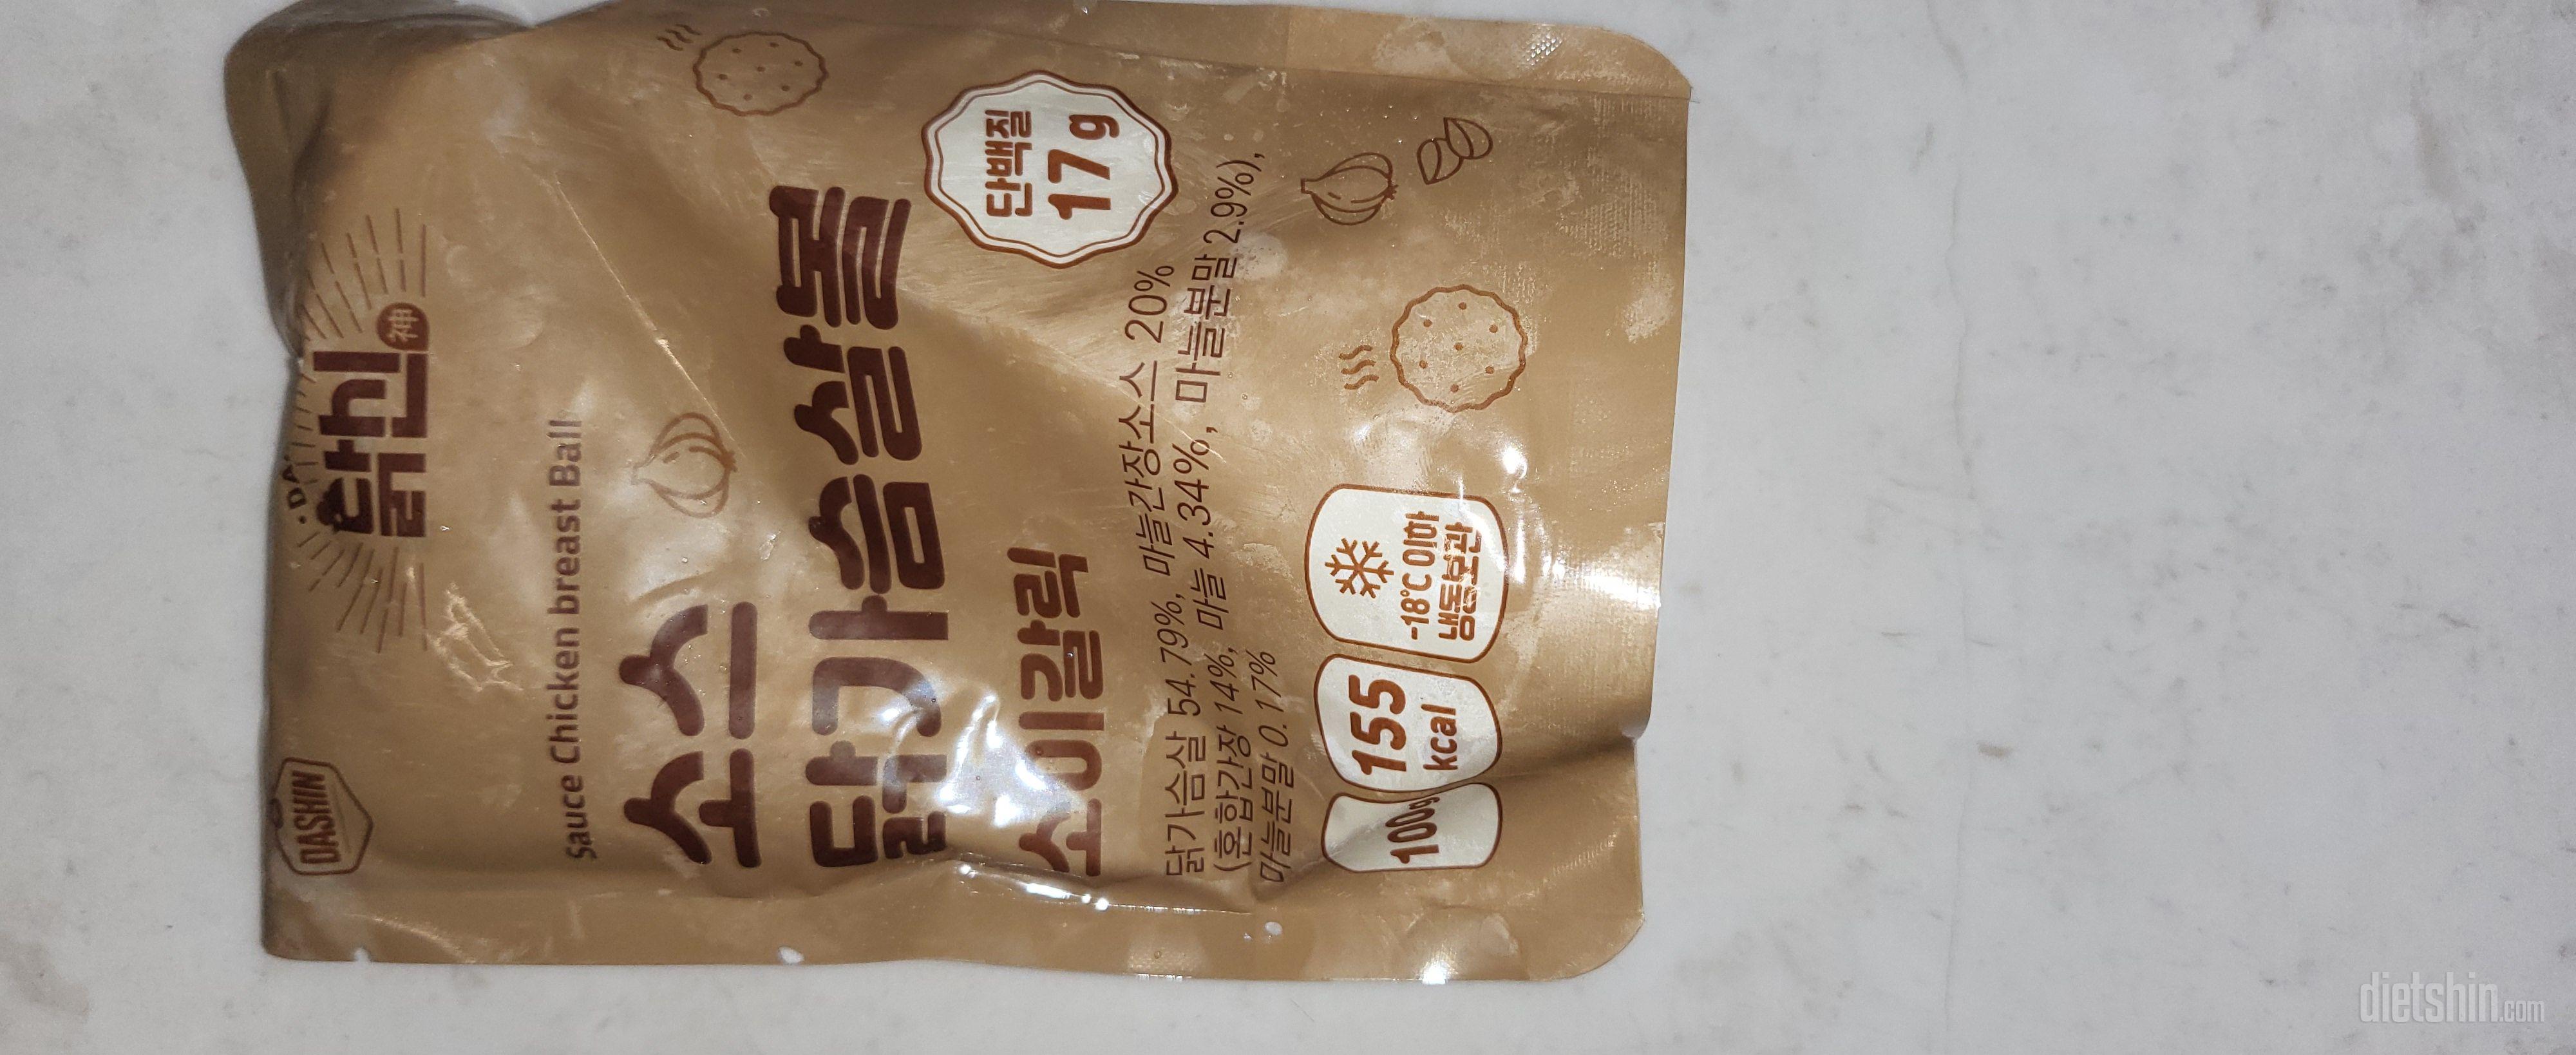 DASHIN
닭신
神
Sauce Chicken breast Ball
소스
닭가슴살볼
소이갈릭
단백질
17g
닭가슴살 54.79%, 마늘간장소스 20%
(혼합간장 14%, 마늘 4.34%, 마늘분말 2.9%),
마늘분말 0.17%
100g
155
kcal
-18℃ 이하
냉동보관
dietshin.com